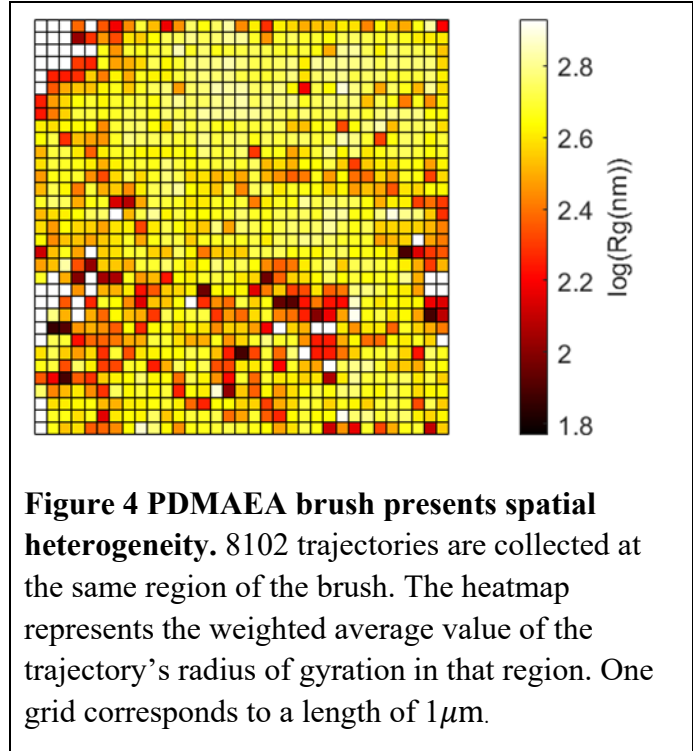 2.8
2.6
2.4
2.2
2
1.8
log(Rg(nm))
Figure 4 PDMAEA brush presents spatial
heterogeneity. 8102 trajectories are collected at
the same region of the brush. The heatmap
represents the weighted average value of the
trajectory’s radius of gyration in that region. One
grid corresponds to a length of 1𝜇m.